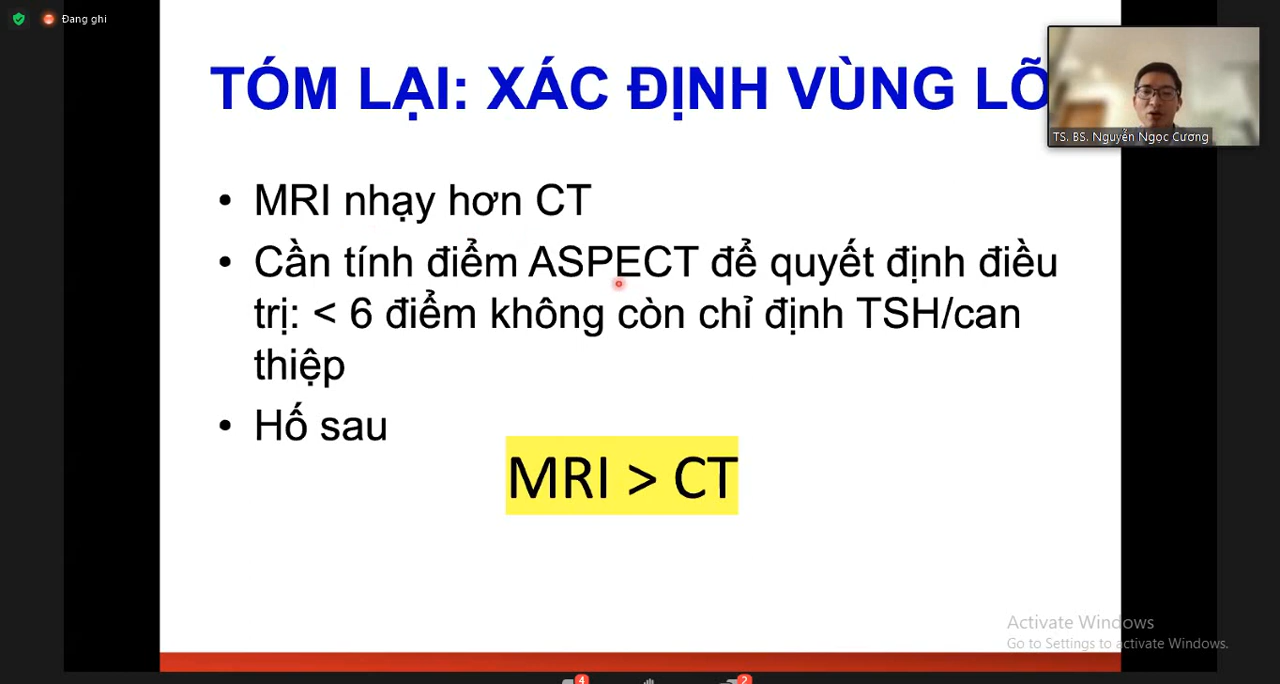 Đang ghi
TÓM LẠI: XÁC ĐỊNH VÙNG LÕ
TS. BS. Nguyễn Ngọc Cương
• MRI nhạy hơn CT
• Cần tính điểm ASPECT để quyết định điều
trị: < 6 điểm không còn chỉ định TSH/can
thiệp
• Hố sau
MRI > CT
Activate Windows
Go to Settings to activate Windows.
4
2